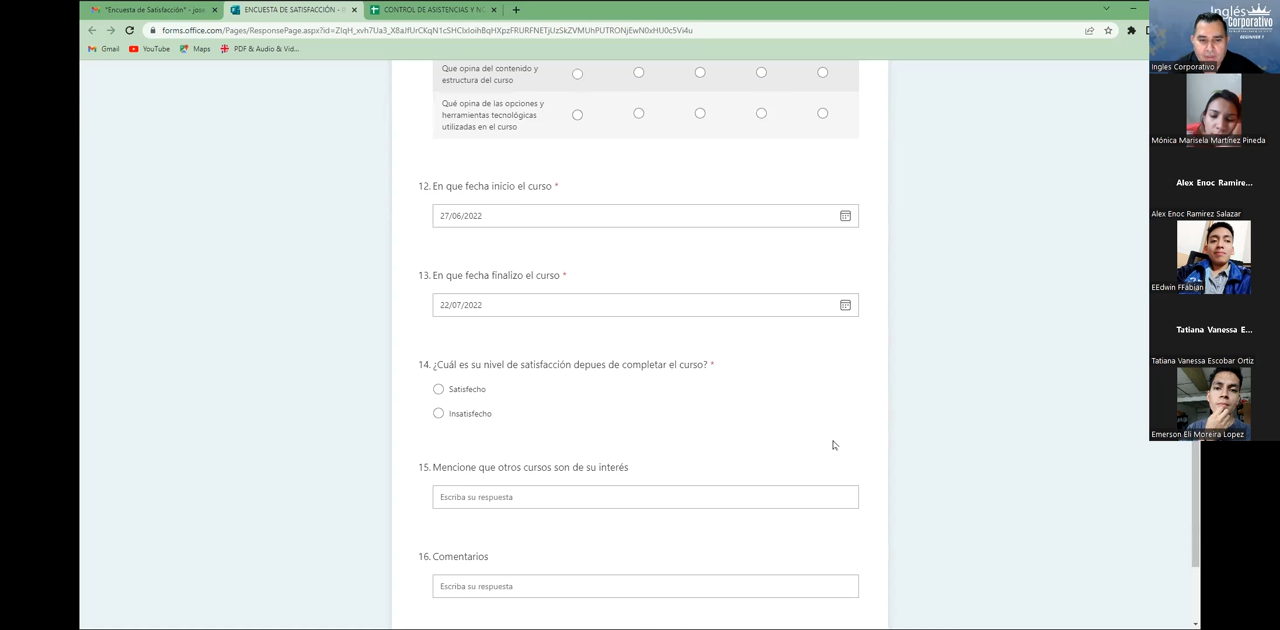 "Encuesta de Satisfacción" - jose
ENCUESTA DE SATISFACCIÓN - 
CONTROL DE ASISTENCIAS Y NO
forms.office.com/Pages/ResponsePage.aspx?id=
Gmail
YouTube
Maps
PDF & Audio & Vid...
Que opina del contenido y
estructura del curso
Qué opina de las opciones y
herramientas tecnológicas
utilizadas en el curso
12. En que fecha inicio el curso *
27/06/2022
13. En que fecha finalizo el curso *
22/07/2022
14. ¿Cuál es su nivel de satisfacción depues de completar el curso? *
Satisfecho
Insatisfecho
15. Mencione que otros cursos son de su interés
Escriba su respuesta
16. Comentarios
Escriba su respuesta
Inglés
Corporativo
BEGINNER 1
Ingles Corporativo
Mónica Marisela Martínez Pineda
Alex Enoc Ramire...
Alex Enoc Ramirez Salazar
EEdwin FFabian
Tatiana Vanessa E...
Tatiana Vanessa Escobar Ortiz
Emerson Eli Moreira Lopez